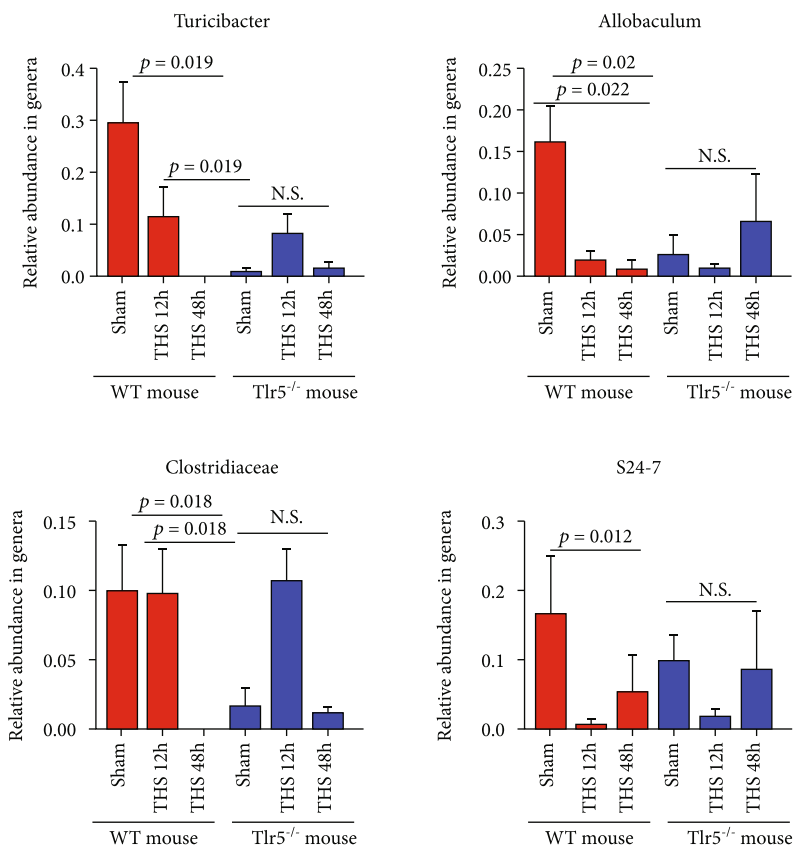 Turicibacter
Relative abundance in genera
0.4
0.3
0.2
0.1
0.0
p = 0.019
p = 0.019
N.S.
Sham
THS 12h
THS 48h
Sham
THS 12h
THS 48h
WT mouse
Tlr5-/- mouse
Allobaculum
Relative abundance in genera
0.25
0.20
0.15
0.10
0.05
0.00
p = 0.02
p = 0.022
N.S.
Sham
THS 12h
THS 48h
Sham
THS 12h
THS 48h
WT mouse
Tlr5-/- mouse
Clostridiaceae
Relative abundance in genera
0.15
0.10
0.05
0.00
p = 0.018
p = 0.018
N.S.
Sham
THS 12h
THS 48h
Sham
THS 12h
THS 48h
WT mouse
Tlr5-/- mouse
S24-7
Relative abundance in genera
0.3
0.2
0.1
0.0
p = 0.012
N.S.
Sham
THS 12h
THS 48h
Sham
THS 12h
THS 48h
WT mouse
Tlr5-/- mouse